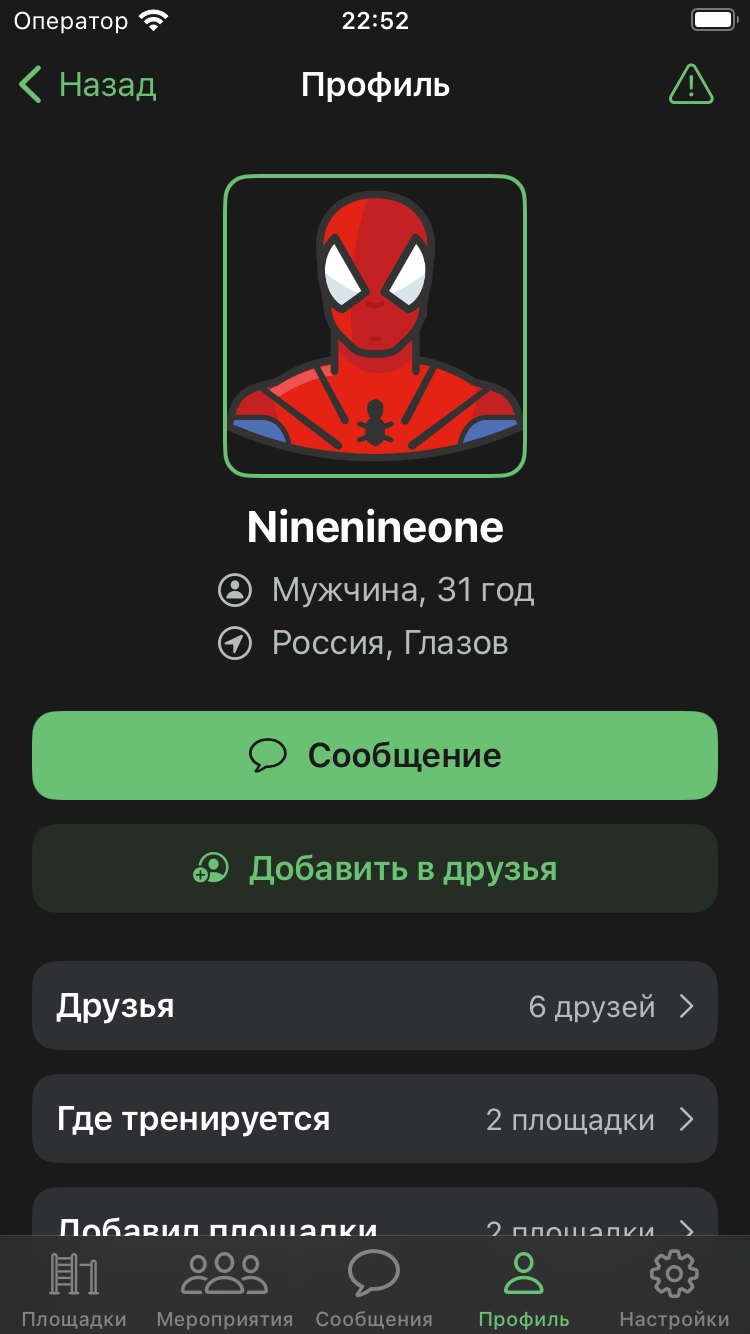 Оператор 22:52
Назад Профиль
Ninenineone
Мужчина, 31 год
Россия, Глазов
Сообщение
Добавить в друзья
Друзья 6 друзей
Где тренируется 2 площадки
Добавил площадки 2 площадки
Площадки Мероприятия Сообщения Профиль Настройки